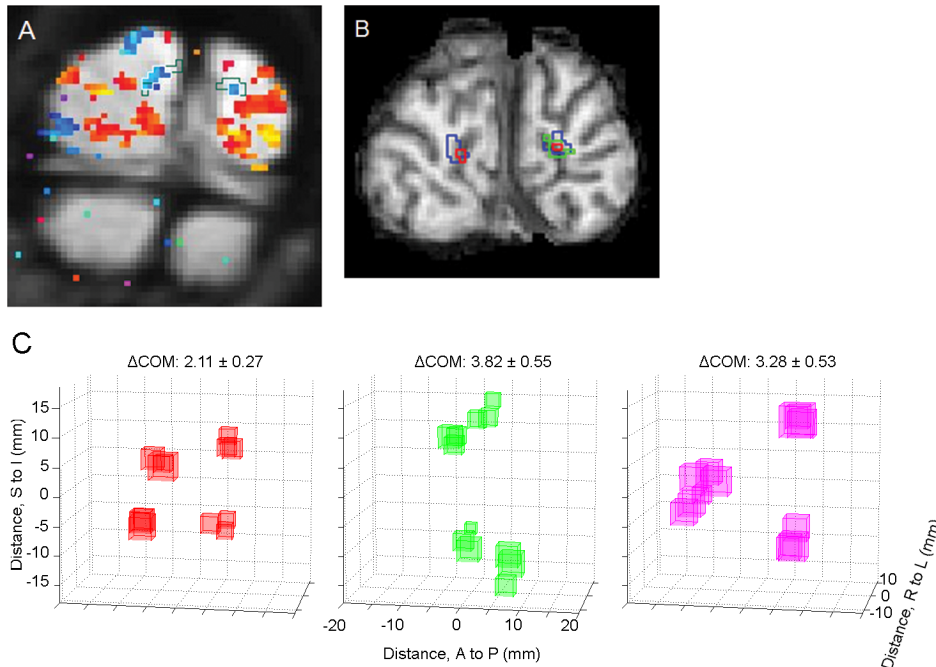 A
B
C
ΔCOM: 2.11 ± 0.27
ΔCOM: 3.82 ± 0.55
ΔCOM: 3.28 ± 0.53
Distance, S to I (mm)
15
10
5
0
-5
-10
-15
-20
-10
0
10
20
Distance, A to P (mm)
10
0
-10
Distance, R to L (mm)